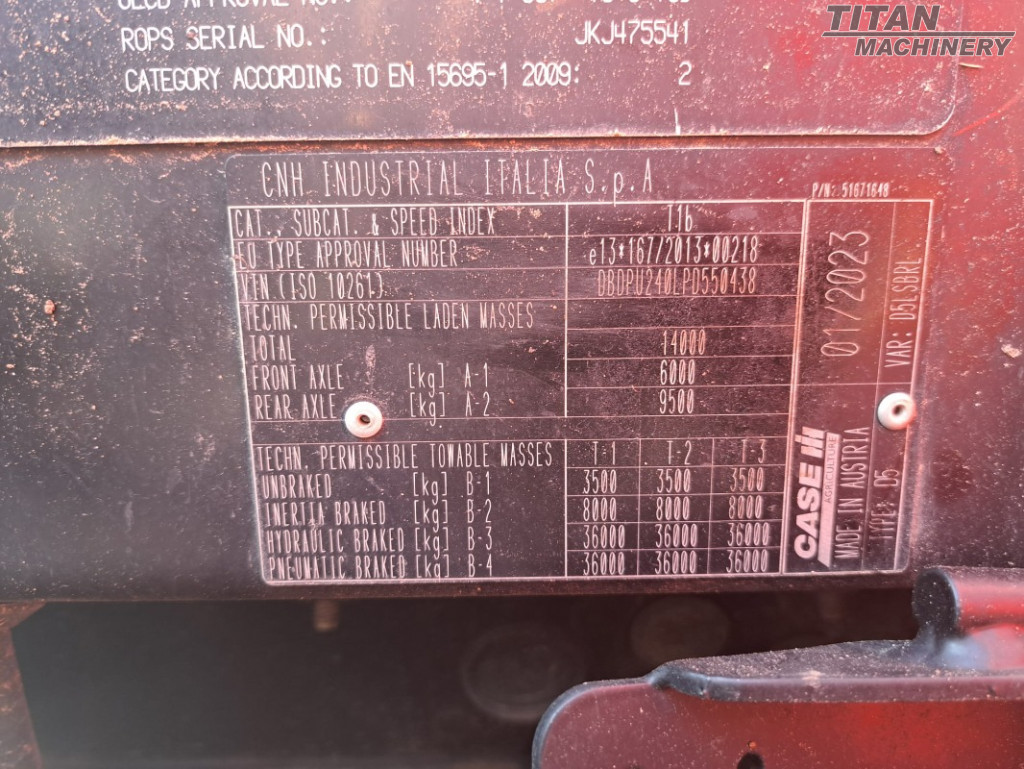 TITAN
MACHINERY
ROPS SERIAL NO.: JKJ475541
CATEGORY ACCORDING TO EN 15695-1 2009: 2
CNH INDUSTRIAL ITALIA S.p.A
P/N: 51671648
CAT., SUBCAT. & SPEED INDEX T1b
EU TYPE APPROVAL NUMBER e13*167/2013*00218
VIN (ISO 10261) DBDPU240LPD550438
TECHN. PERMISSIBLE LADEN MASSES
TOTAL 14000
FRONT AXLE [kg] A-1 6000
REAR AXLE [kg] A-2 9500
TECHN. PERMISSIBLE TOWABLE MASSES T-1 T-2 T-3
UNBRAKED [kg] B-1 3500 3500 3500
INERTIA BRAKED [kg] B-2 8000 8000 8000
HYDRAULIC BRAKED [kg] B-3 36000 36000 36000
PNEUMATIC BRAKED [kg] B-4 36000 36000 36000
CASE IH
AGRICULTURE
01/2023
MADE IN AUSTRIA
TYPE: D5
VAR: D5LSBRL